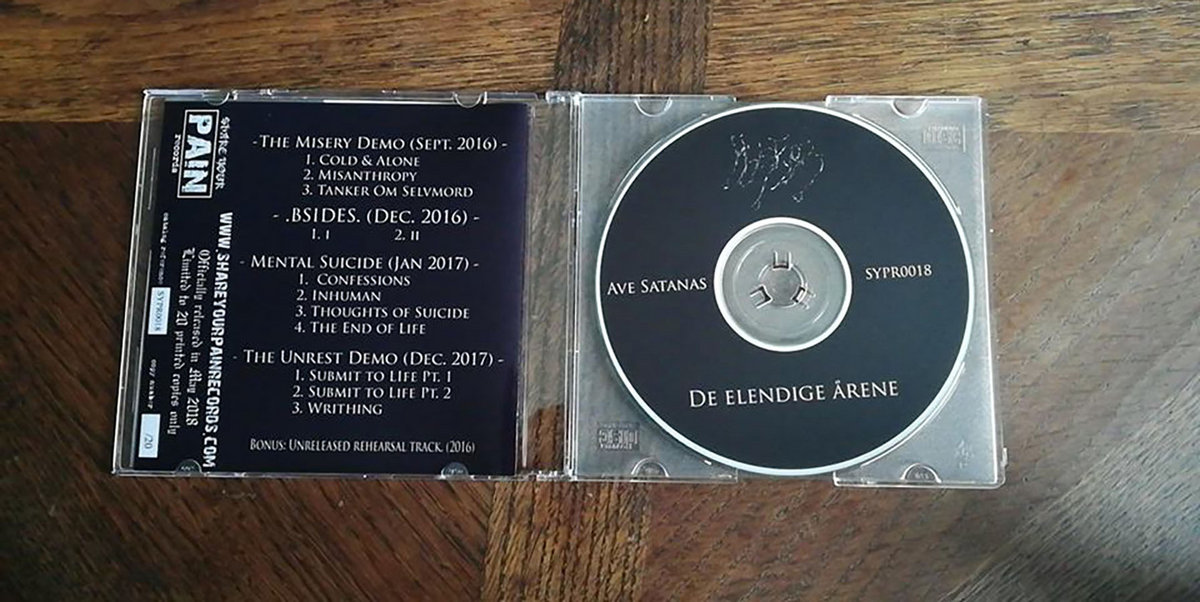 SHARE YOUR
PAIN
records
WWW.SHAREYOURPAINRECORDS.COM
Officially released in May 2018
Limited to 20 printed copies only
SYPR0018
/20
- THE MISERY DEMO (SEPT. 2016) -
1. COLD & ALONE
2. MISANTHROPY
3. TANKER OM SELVMORD
- .BSIDES. (DEC. 2016) -
1. I 2. II
- MENTAL SUICIDE (JAN 2017) -
1. CONFESSIONS
2. INHUMAN
3. THOUGHTS OF SUICIDE
4. THE END OF LIFE
- THE UNREST DEMO (DEC. 2017) -
1. SUBMIT TO LIFE PT. 1
2. SUBMIT TO LIFE PT. 2
3. WRITHING
BONUS: UNRELEASED REHEARSAL TRACK. (2016)
AVE SATANAS
SYPR0018
DE ELENDIGE ÅRENE